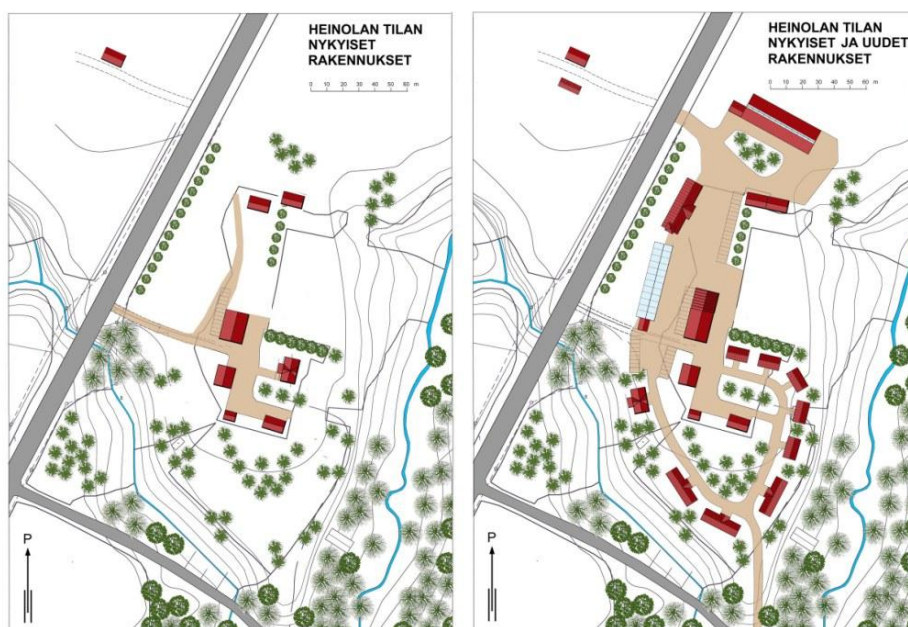 HEINOLAN TILAN
NYKYISET
RAKENNUKSET
0 10 20 30 40 50 60 m
P
HEINOLAN TILAN
NYKYISET JA UUDET
RAKENNUKSET
0 10 20 30 40 50 60 m
P